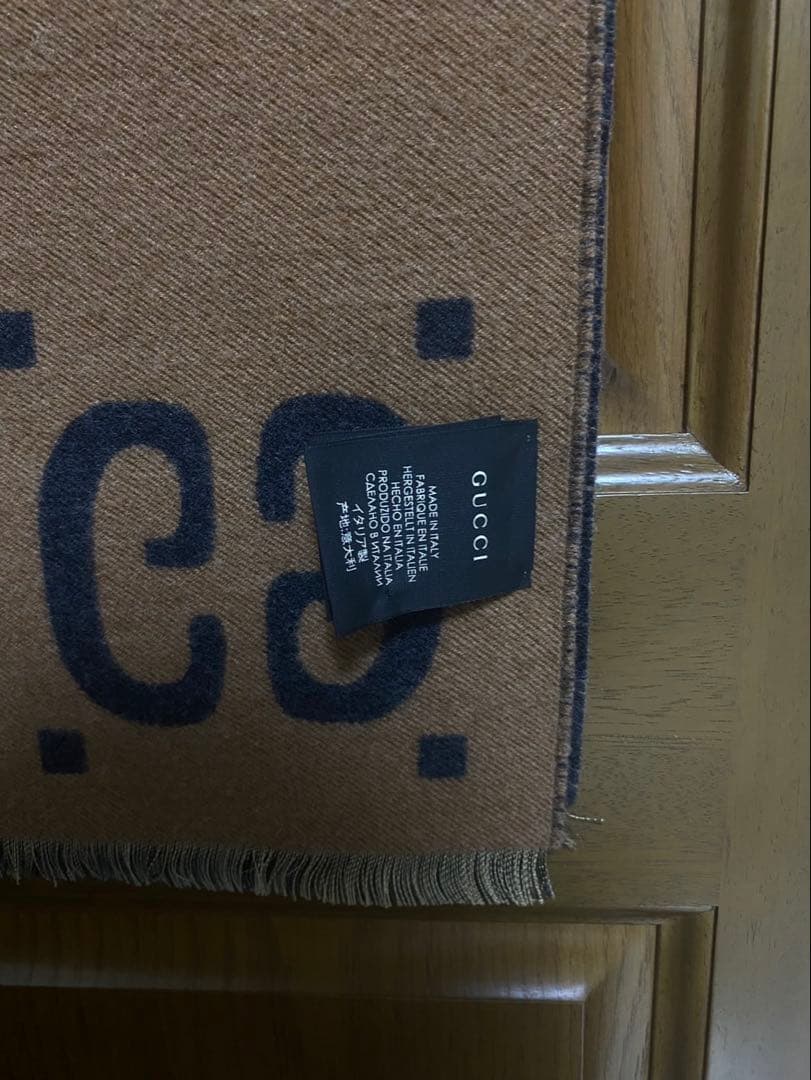 GUCCI
MADE IN ITALY
FABRIQUE EN ITALIE
HERGESTELLT IN ITALIEN
HECHO EN ITALIA
PRODUZIDO NA ITALIA
СДЕЛАНО В ИТАЛИИ
イタリア製
产地:意大利